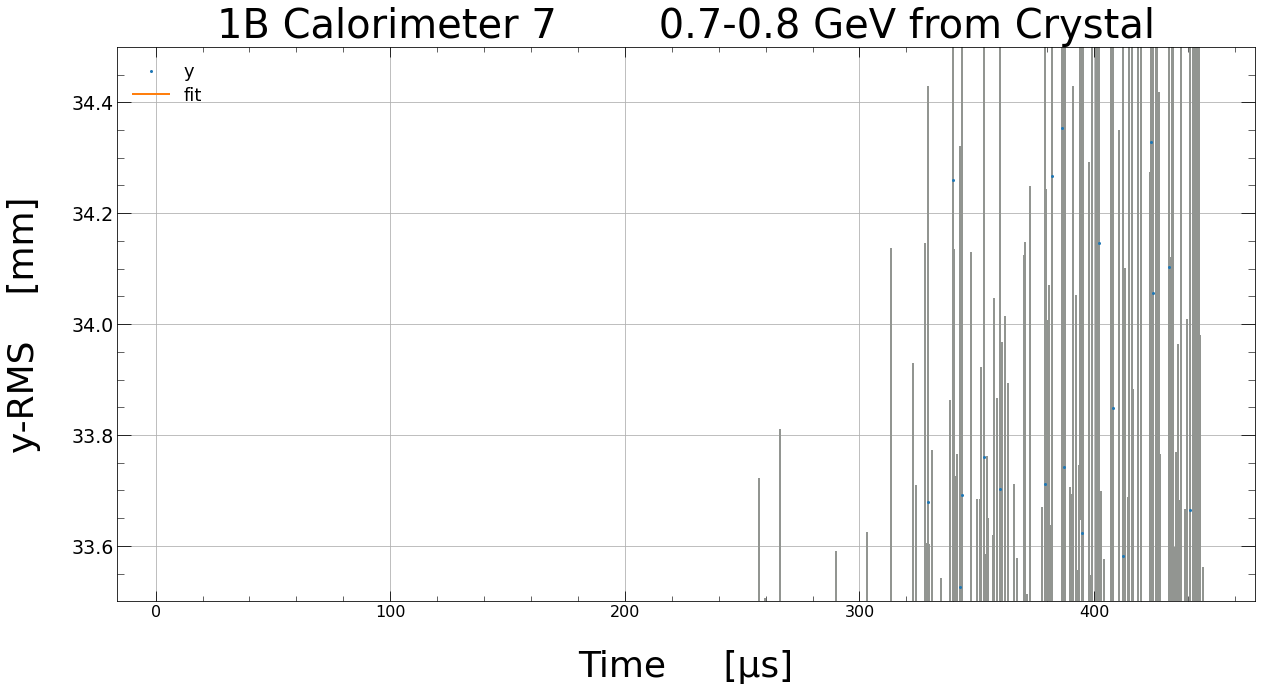 1B Calorimeter 7 0.7-0.8 GeV from Crystal
y
fit
34.4
34.2
34.0
33.8
33.6
y-RMS [mm]
0 100 200 300 400
Time [µs]